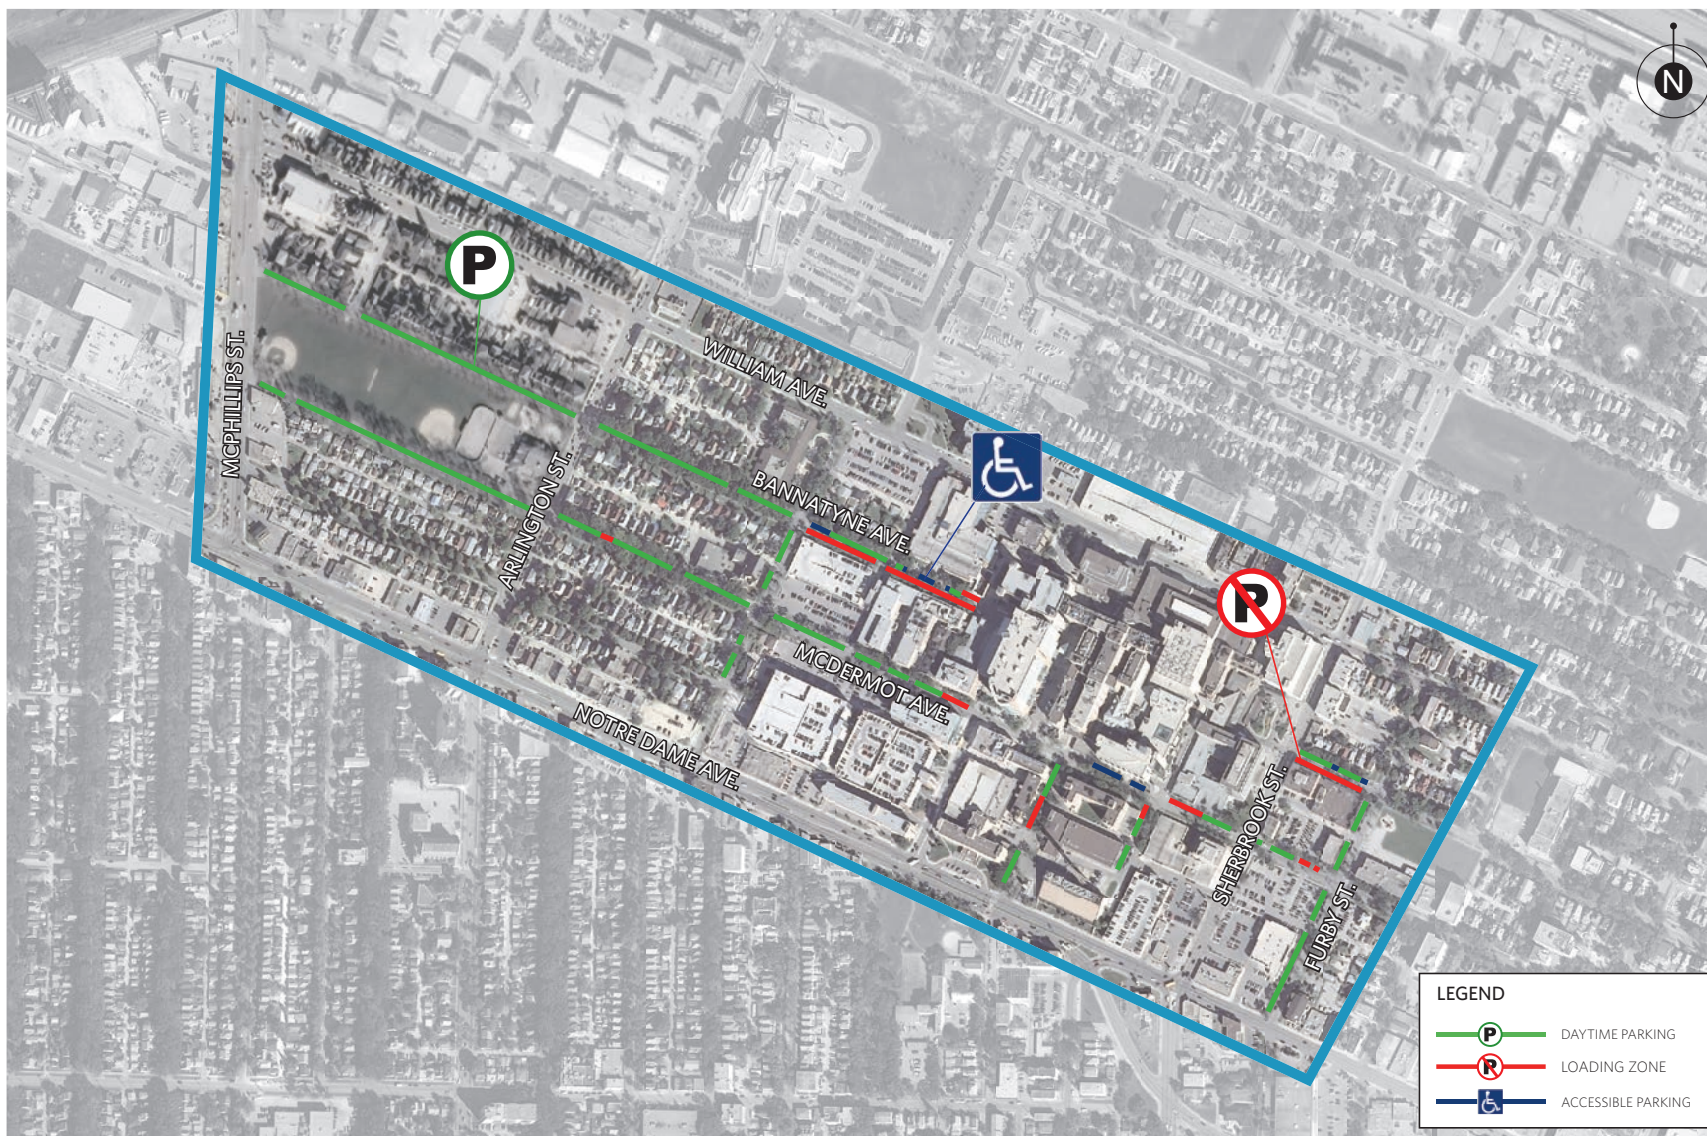 N
P
MCPHILLIPS ST.
WILLIAM AVE.
ARLINGTON ST.
BANNATYNE AVE.
P
MCDERMOT AVE.
NOTRE DAME AVE.
SHERBROOK ST.
FURBY ST.
LEGEND
P DAYTIME PARKING
P LOADING ZONE
ACCESSIBLE PARKING